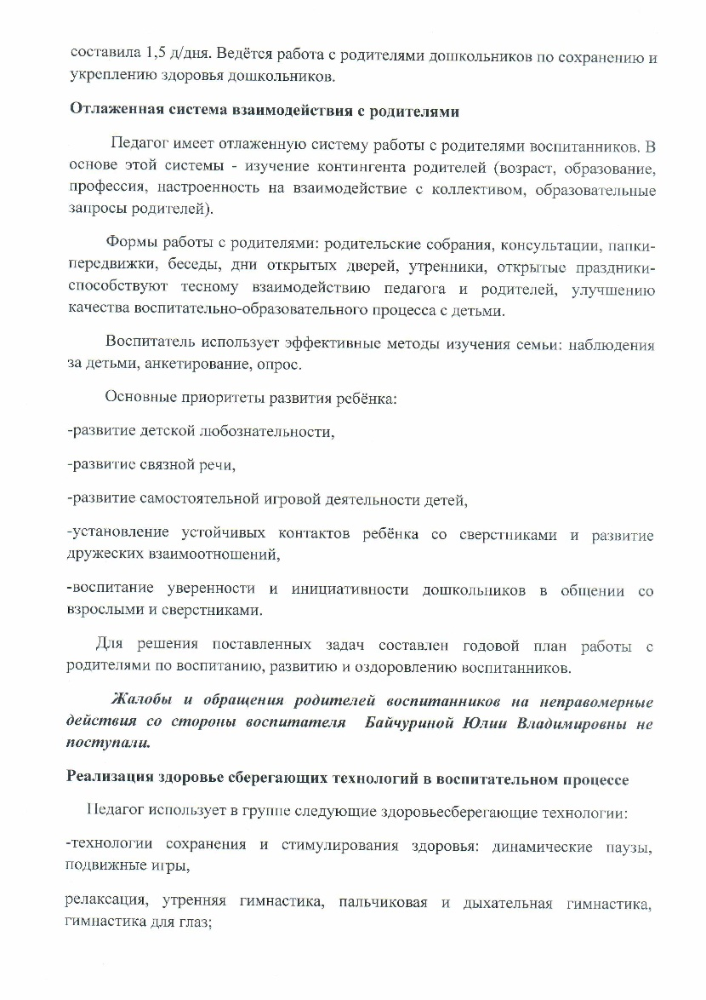 составила 1,5 д/дня. Ведётся работа с родителями дошкольников по сохранению и
укреплению здоровья дошкольников.
Отлаженная система взаимодействия с родителями
Педагог имеет отлаженную систему работы с родителями воспитанников. В
основе этой системы - изучение контингента родителей (возраст, образование,
профессия, настроенность на взаимодействие с коллективом, образовательные
запросы родителей).
Формы работы с родителями: родительские собрания, консультации, папки-
передвижки, беседы, дни открытых дверей, утренники, открытые праздники-
способствуют тесному взаимодействию педагога и родителей, улучшению
качества воспитательно-образовательного процесса с детьми.
Воспитатель использует эффективные методы изучения семьи: наблюдения
за детьми, анкетирование, опрос.
Основные приоритеты развития ребёнка:
-развитие детской любознательности,
-развитие связной речи,
-развитие самостоятельной игровой деятельности детей,
-установление устойчивых контактов ребёнка со сверстниками и развитие
дружеских взаимоотношений,
-воспитание уверенности и инициативности дошкольников в общении со
взрослыми и сверстниками.
Для решения поставленных задач составлен годовой план работы с
родителями по воспитанию, развитию и оздоровлению воспитанников.
Жалобы и обращения родителей воспитанников на неправомерные
действия со стороны воспитателя Байчуриной Юлии Владимировны не
поступали.
Реализация здоровье сберегающих технологий в воспитательном процессе
Педагог использует в группе следующие здоровьесберегающие технологии:
-технологии сохранения и стимулирования здоровья: динамические паузы,
подвижные игры,
релаксация, утренняя гимнастика, пальчиковая и дыхательная гимнастика,
гимнастика для глаз;